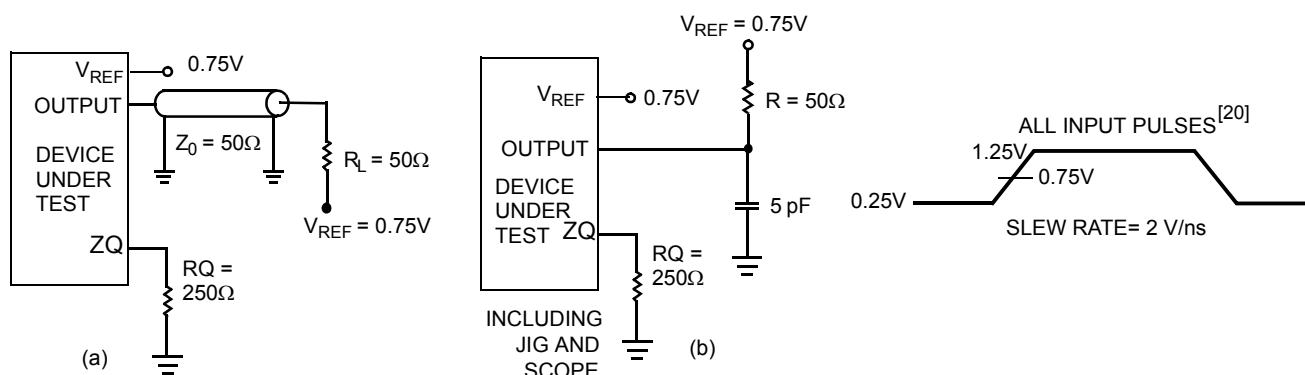 V_REF 0.75V
OUTPUT
Z_0 = 50Ω
DEVICE
UNDER
TEST
R_L = 50Ω
V_REF = 0.75V
ZQ
RQ =
250Ω
(a)
V_REF = 0.75V
V_REF 0.75V
R = 50Ω
OUTPUT
DEVICE
UNDER
TEST
ZQ
5 pF
RQ =
250Ω
INCLUDING
JIG AND
SCOPE
(b)
ALL INPUT PULSES[20]
1.25V
0.75V
0.25V
SLEW RATE= 2 V/ns